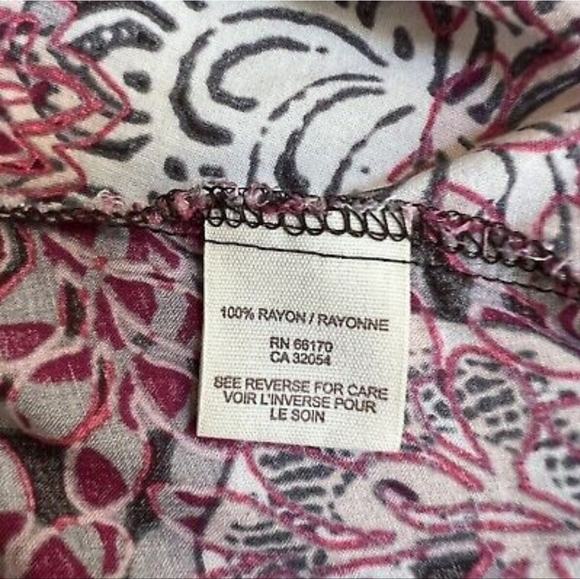 100% RAYON / RAYONNE
RN 66170
CA 32054
SEE REVERSE FOR CARE
VOIR L'INVERSE POUR
LE SOIN